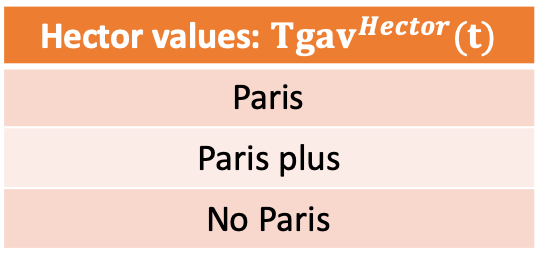 Hector values: Tgav^Hector(t)
Paris
Paris plus
No Paris